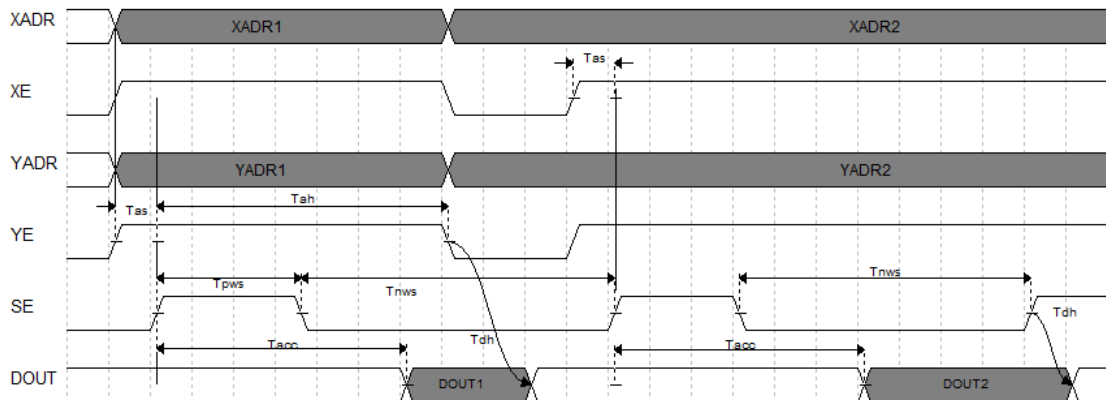 XADR XADR1 XADR2
Tas
XE
YADR YADR1 YADR2
Tas Tah
YE
Tpws Tnws Tnws
SE
Tdh
Tacc Tdh Tacc
DOUT DOUT1 DOUT2